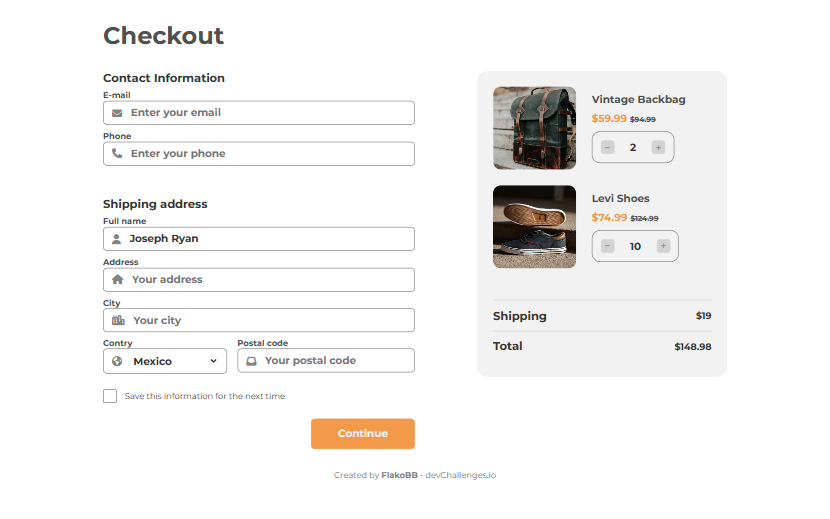 Checkout
Contact Information
E-mail
Enter your email
Phone
Enter your phone
Shipping address
Full name
Joseph Ryan
Address
Your address
City
Your city
Contry
Postal code
Mexico
Your postal code
Save this information for the next time
Continue
Vintage Backbag
$59.99 $94.99
− 2 +
Levi Shoes
$74.99 $124.99
− 10 +
Shipping $19
Total $148.98
Created by FlakoBB - devChallenges.io